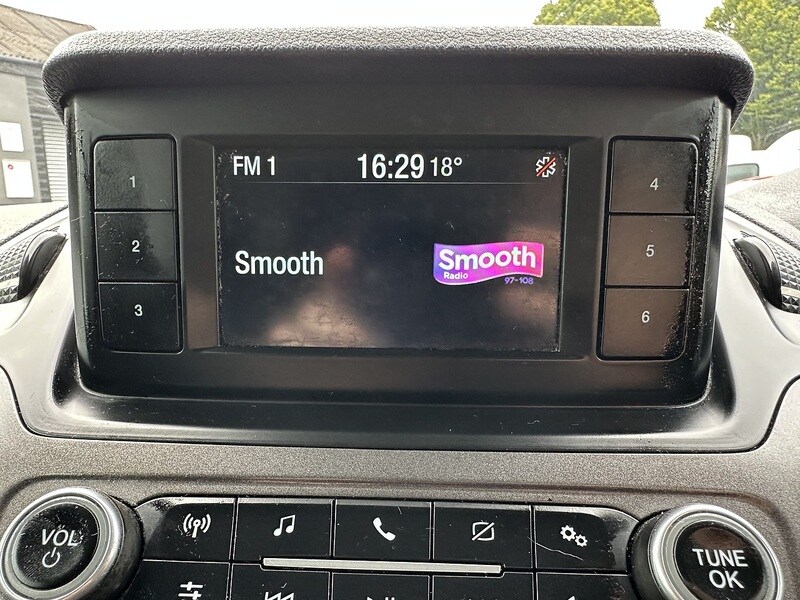 FM 1 16:29 18°
1
2
3
Smooth
Smooth
Radio
97-108
4
5
6
VOL
TUNE
OK